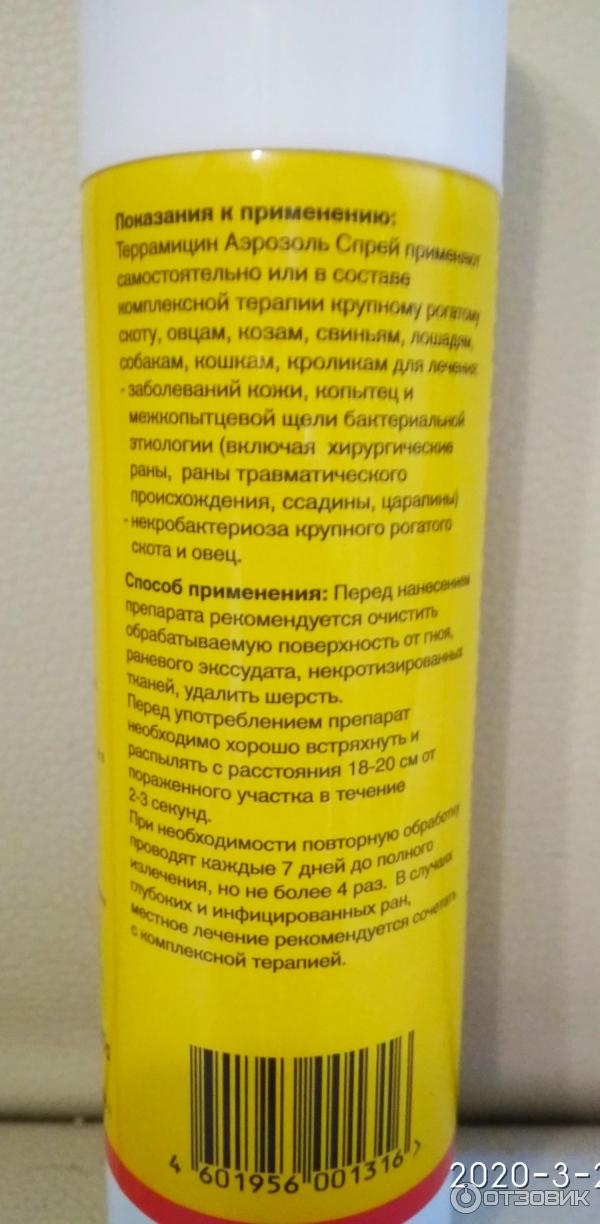 Показания к применению:
Террамицин Аэрозоль Спрей применяют
самостоятельно или в составе
комплексной терапии крупному рогатому
скоту, овцам, козам, свиньям, лошадям,
собакам, кошкам, кроликам для лечения:
- заболеваний кожи, копытец и
межкопытцевой щели бактериальной
этиологии (включая хирургические
раны, раны травматического
происхождения, ссадины, царапины)
- некробактериоза крупного рогатого
скота и овец.
Способ применения: Перед нанесением
препарата рекомендуется очистить
обрабатываемую поверхность от гноя,
раневого экссудата, некротизированных
тканей, удалить шерсть.
Перед употреблением препарат
необходимо хорошо встряхнуть и
распылять с расстояния 18-20 см от
пораженного участка в течение
2-3 секунд.
При необходимости повторную обработку
проводят каждые 7 дней до полного
излечения, но не более 4 раз. В случаях
глубоких и инфицированных ран,
местное лечение рекомендуется сочетать
с комплексной терапией.
4 601956 001316 >
2020-3-2
ОТЗОВИК